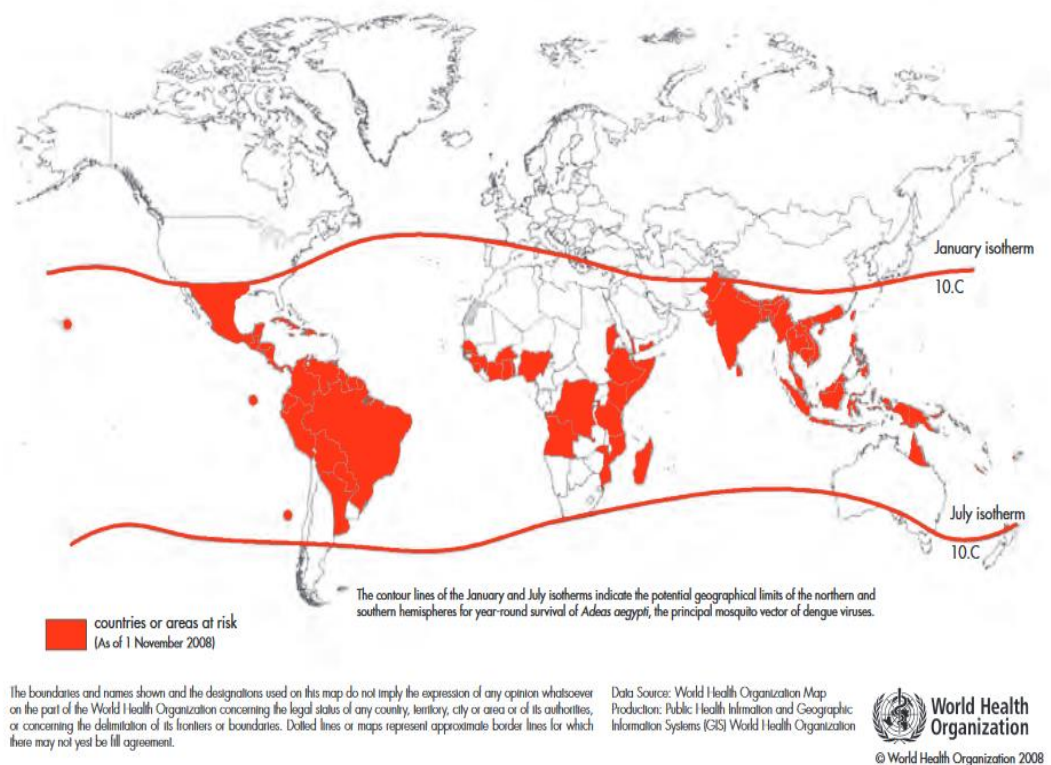 January isotherm
10.C
July isotherm
10.C
The contour lines of the January and July isotherms indicate the potential geographical limits of the northern and
southern hemispheres for year-round survival of Adeas aegypti, the principal mosquito vector of dengue viruses.
countries or areas at risk
(As of 1 November 2008)
The boundaries and names shown and the designations used on this map do not imply the expression of any opinion whatsoever
on the part of the World Health Organization concerning the legal status of any country, territory, city or area or of its authorities,
or concerning the delimitation of its frontiers or boundaries. Dolled lines or maps represent approximate border lines for which
there may not yest be fill agreement.
Data Source: World Health Organization Map
Production: Public Health Infrmation and Geographic
Information Systems (GIS) World Health Organization
World Health
Organization
© World Health Organization 2008